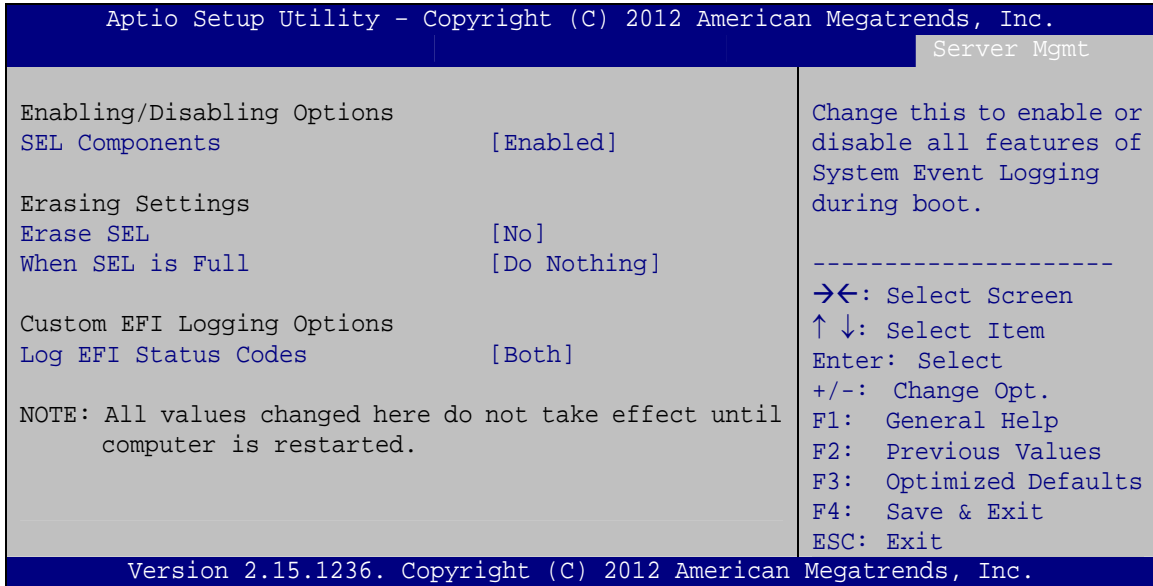 Aptio Setup Utility – Copyright (C) 2012 American Megatrends, Inc.
Server Mgmt
Enabling/Disabling Options
SEL Components [Enabled]
Erasing Settings
Erase SEL [No]
When SEL is Full [Do Nothing]
Custom EFI Logging Options
Log EFI Status Codes [Both]
NOTE: All values changed here do not take effect until
computer is restarted.
Change this to enable or
disable all features of
System Event Logging
during boot.
---------------------
→←: Select Screen
↑ ↓: Select Item
Enter: Select
+/-: Change Opt.
F1: General Help
F2: Previous Values
F3: Optimized Defaults
F4: Save & Exit
ESC: Exit
Version 2.15.1236. Copyright (C) 2012 American Megatrends, Inc.